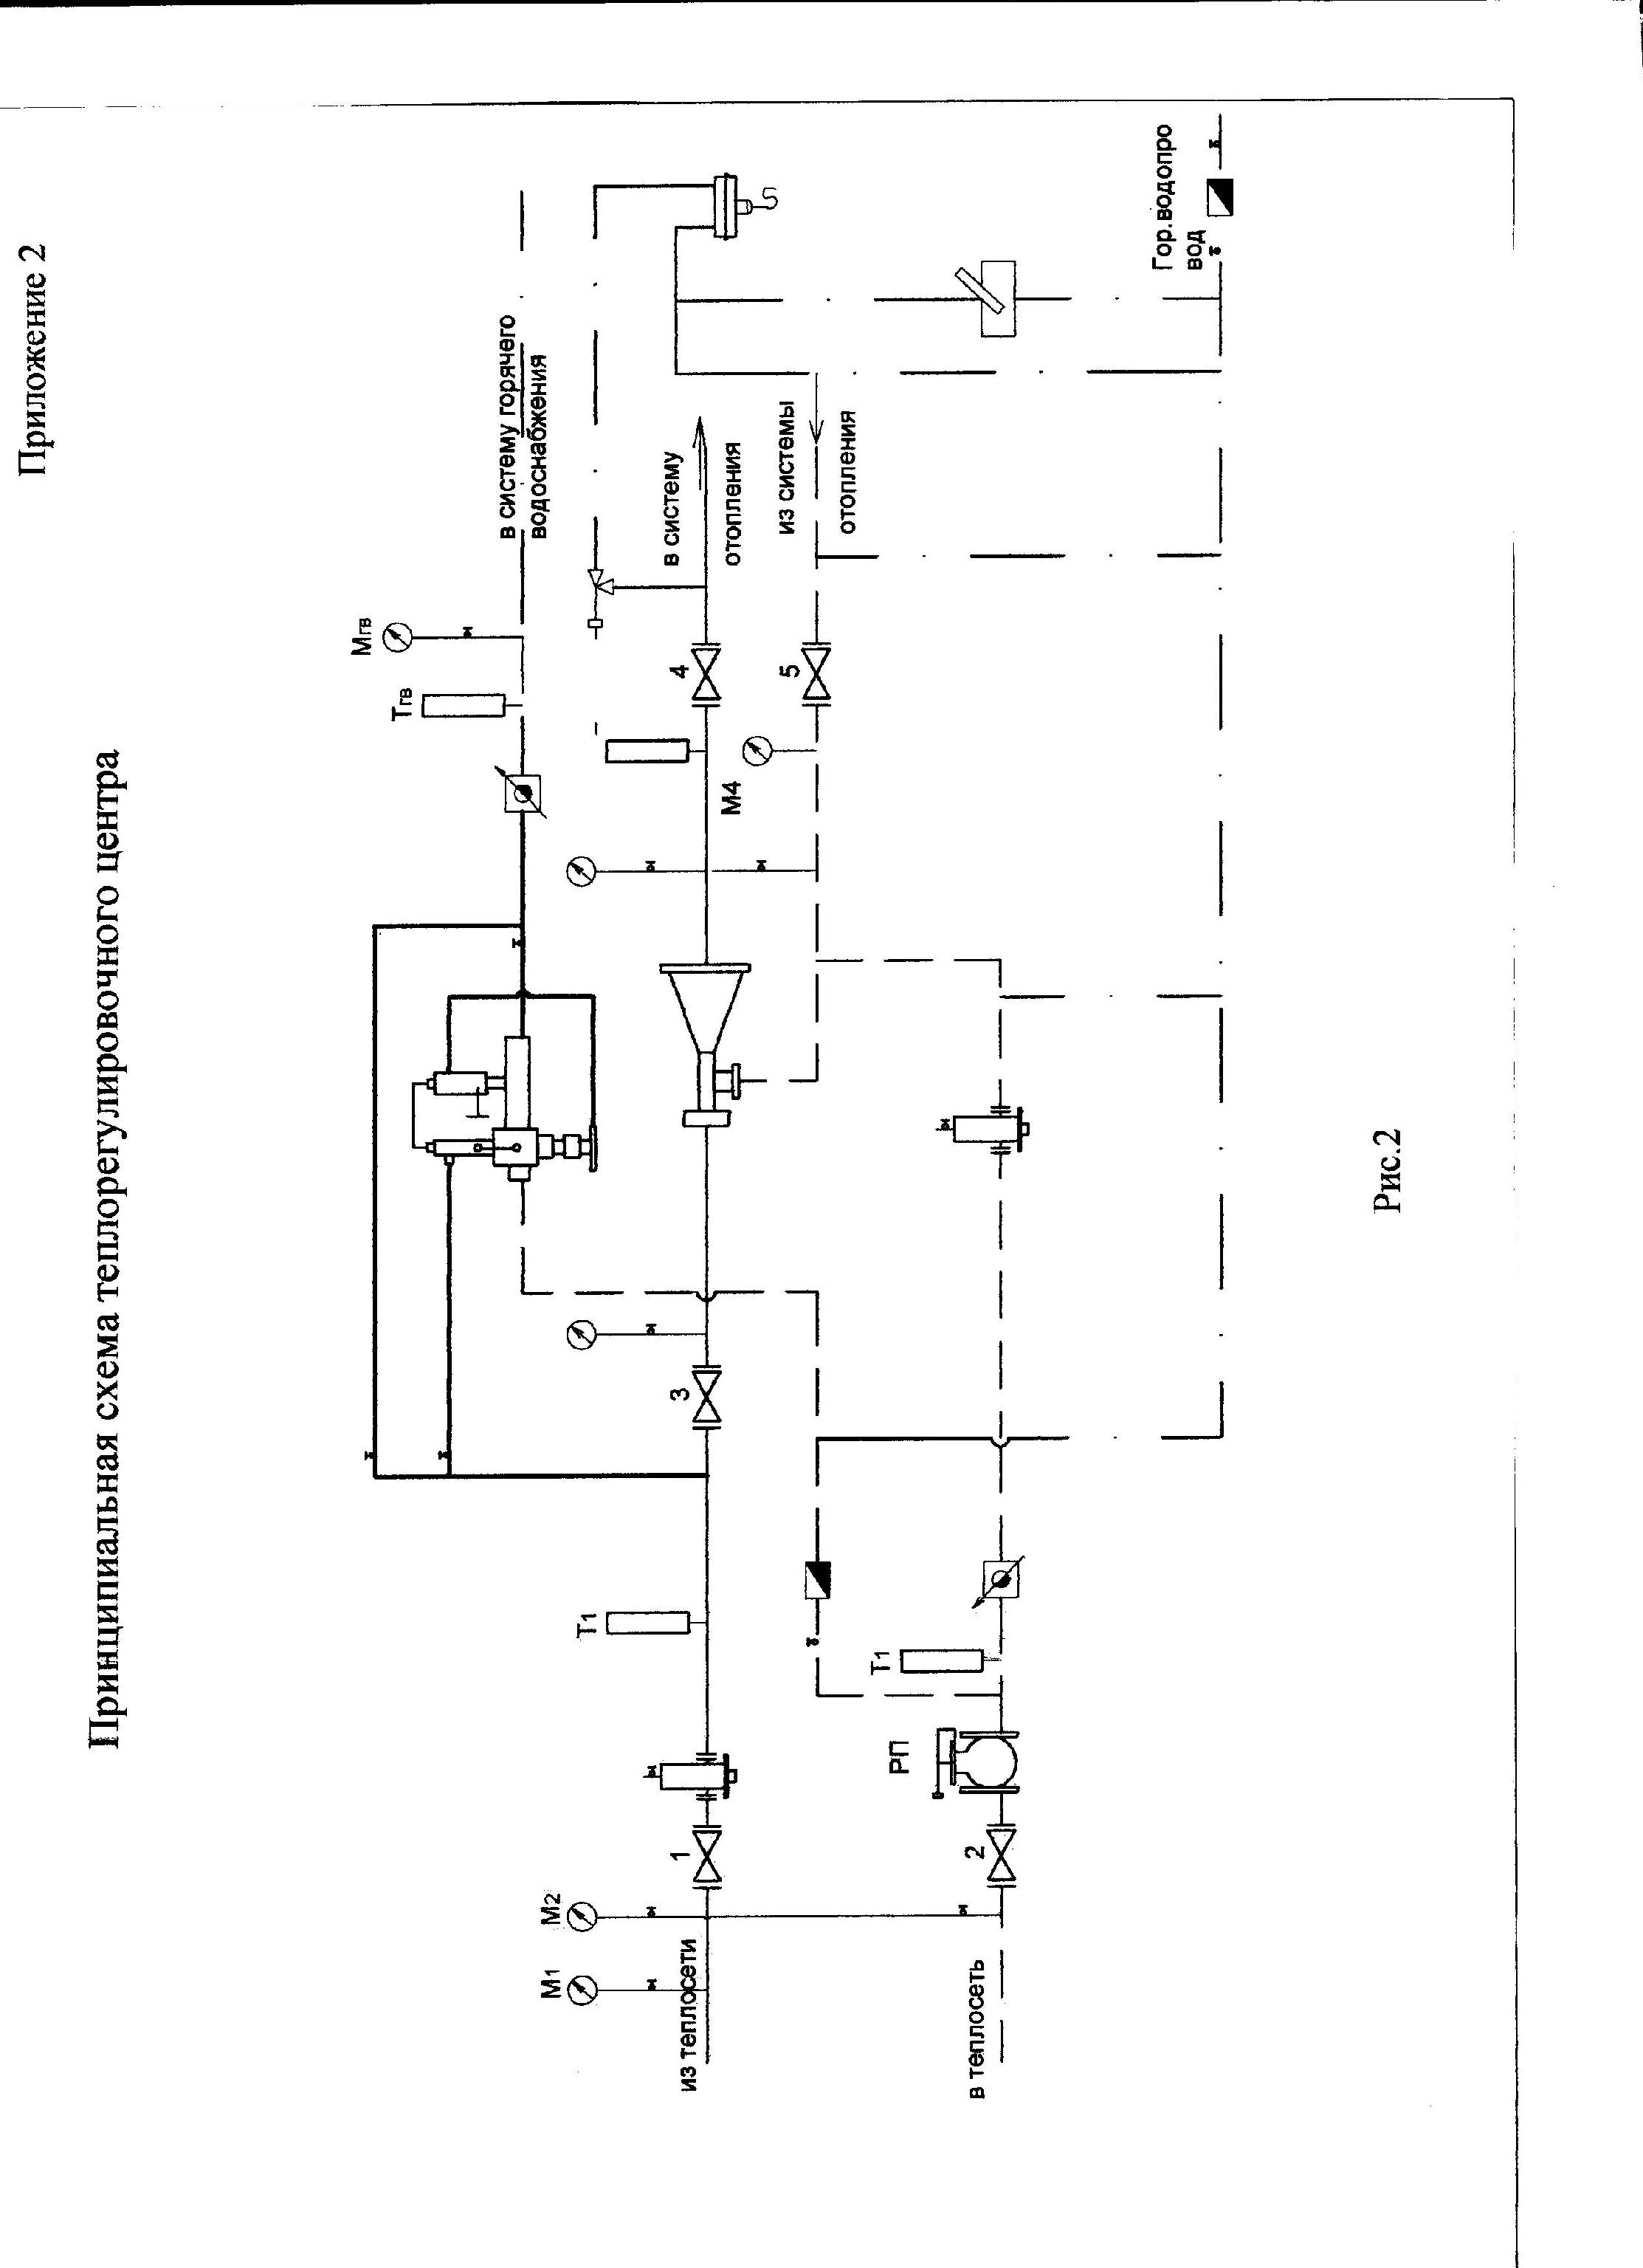 Приложение 2
Принципиальная схема теплорегулировочного центра
Мгв
Тгв
в систему горячего
водоснабжения
в систему
отопления
из системы
отопления
Гор.водопро
вод
4
5
М4
3
Т1
Т1
РП
1
2
М2
М1
из теплосети
в теплосеть
Рис.2